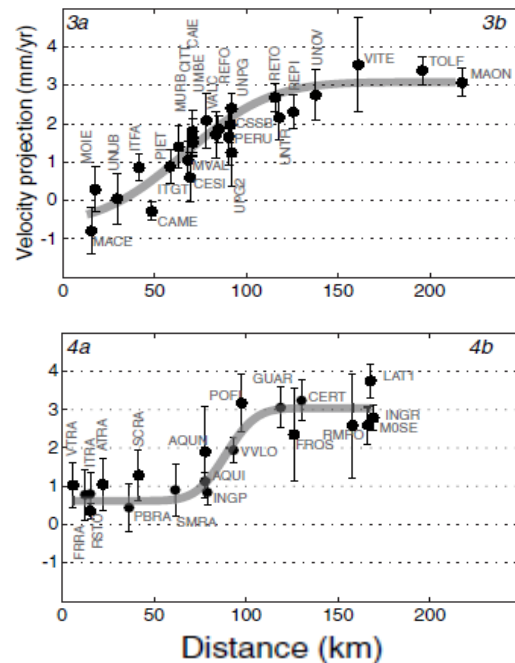 3a
3b
Velocity projection (mm/yr)
4
3
2
1
0
-1
MOIE
MACE
UNUB
ITFA
CAME
PIET
ITGT
MURB
CITT
CAIE
UMBE
VALC
REFO
UNPG
MVAL
CESI
CSSB
PERU
UPG2
RETO
UNTR
REPI
UNOV
VITE
TOLF
MAON
0
50
100
150
200
4a
4b
4
3
2
1
0
-1
VTRA
ITRA
ATRA
FRRA
RSTO
SCRA
PBRA
SMRA
AQUN
AQUI
INGP
POFI
VVLO
GUAR
CERT
FROS
RMPO
LAT1
INGR
M0SE
0
50
100
150
200
Distance (km)